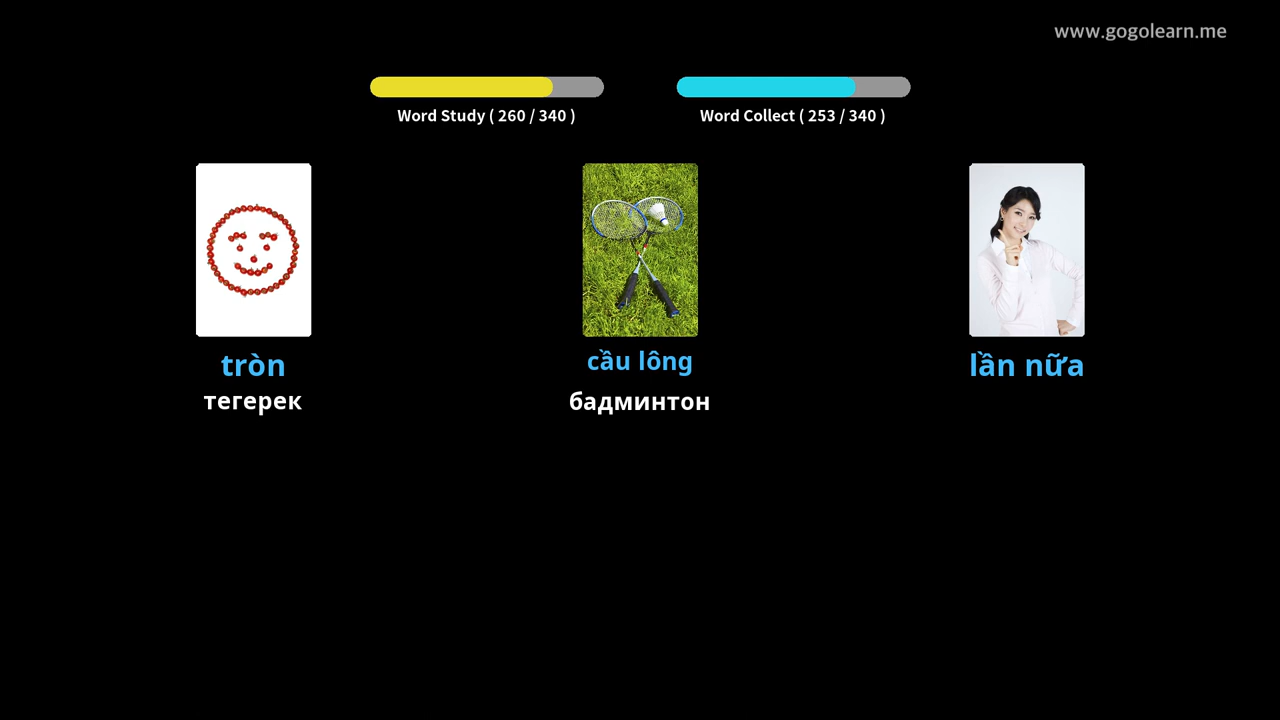 www.gogolearn.me
Word Study ( 260 / 340 )
Word Collect ( 253 / 340 )
tròn
cầu lông
lần nữa
тегерек
бадминтон